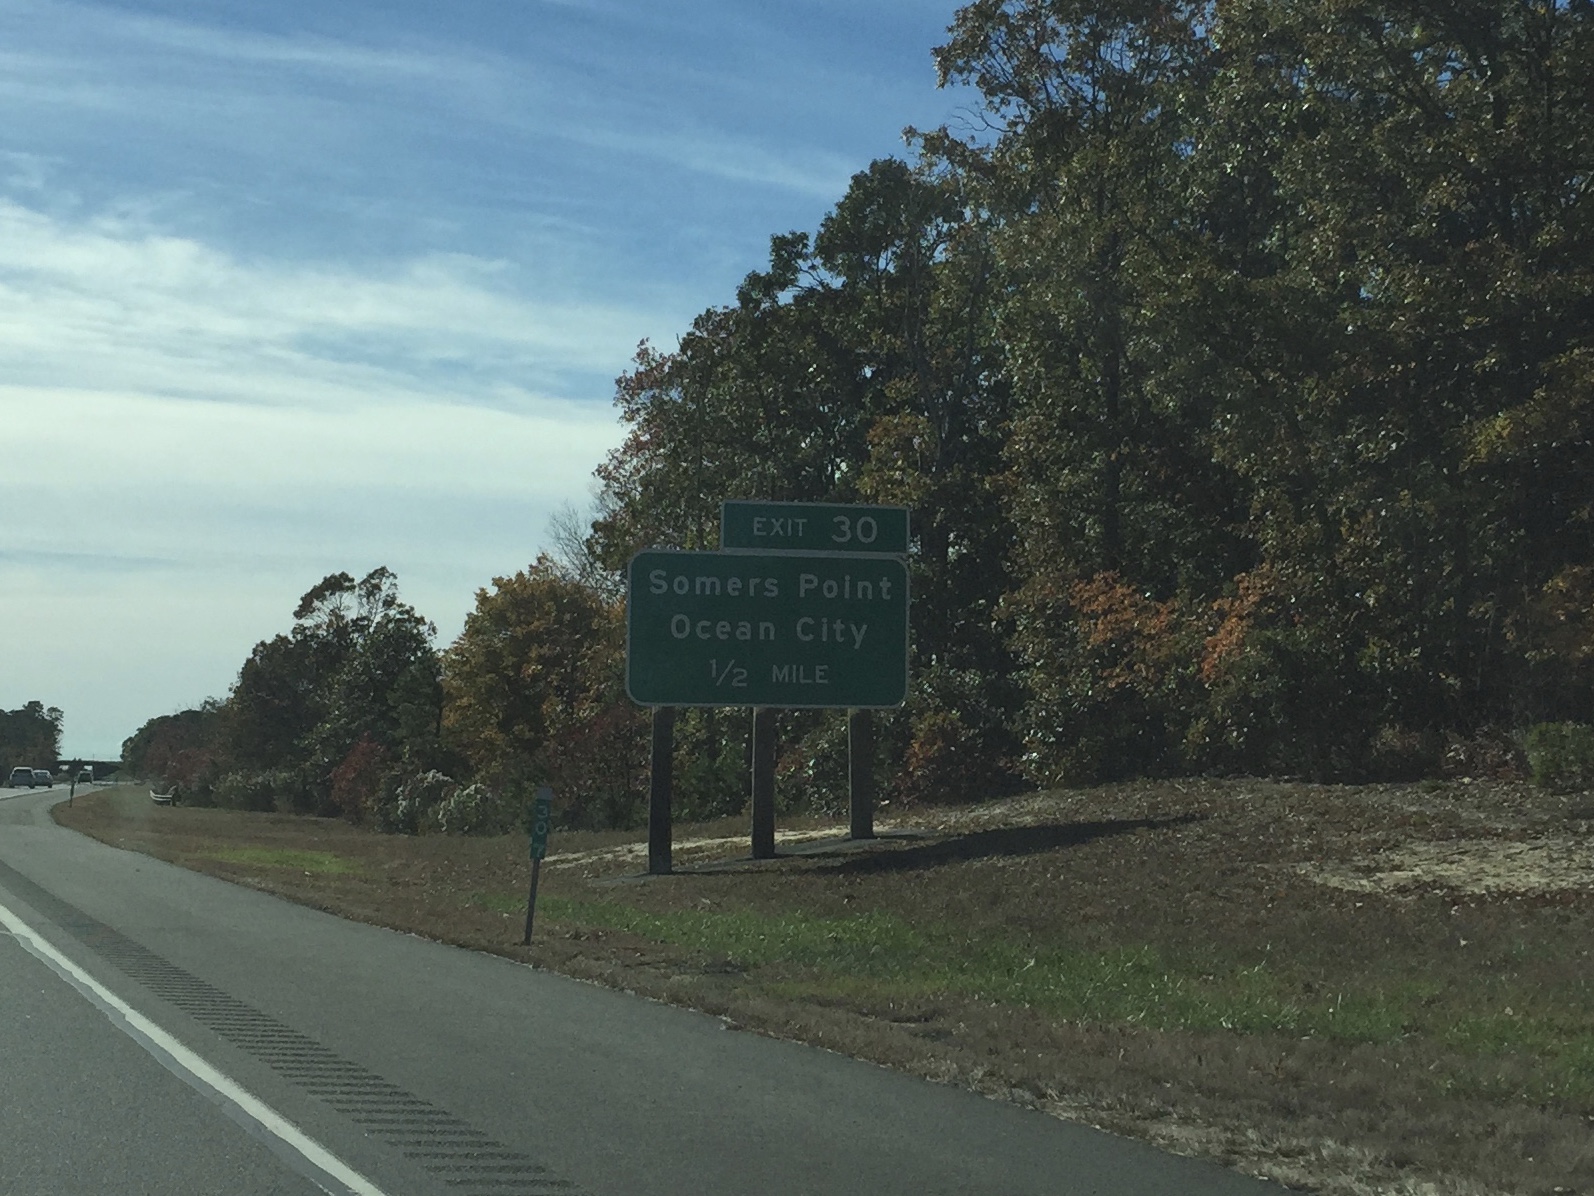 EXIT 30
Somers Point
Ocean City
1/2 MILE